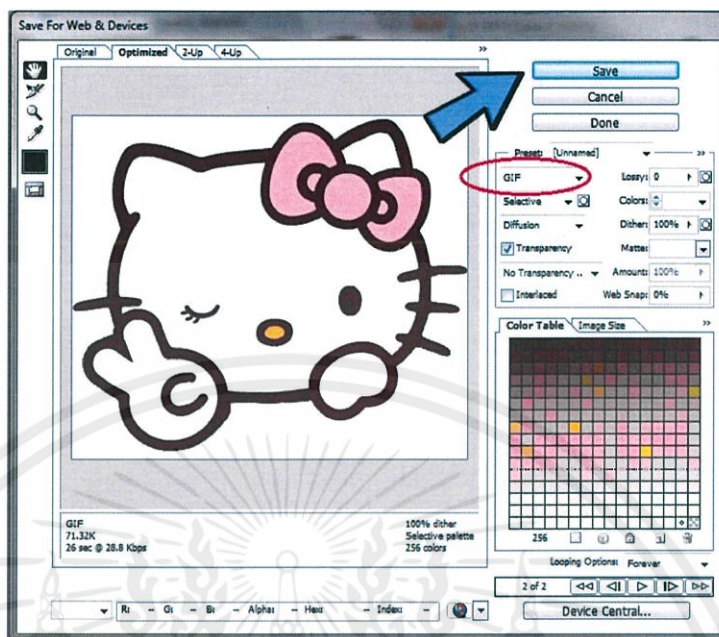 Save For Web & Devices
Original Optimized 2-Up 4-Up
Save
Cancel
Done
Preset: [Unnamed]
GIF Lossy: 0
Selective Colors:
Diffusion Dither: 100%
Transparency Matte:
No Transparency .. Amount: 100%
Interlaced Web Snap: 0%
Color Table Image Size
256
GIF 100% dither
71.32K Selective palette
26 sec @ 28.8 Kbps 256 colors
Looping Options: Forever
2 of 2
R: -- G: -- B: -- Alpha: -- Hex: -- Index: --
Device Central...